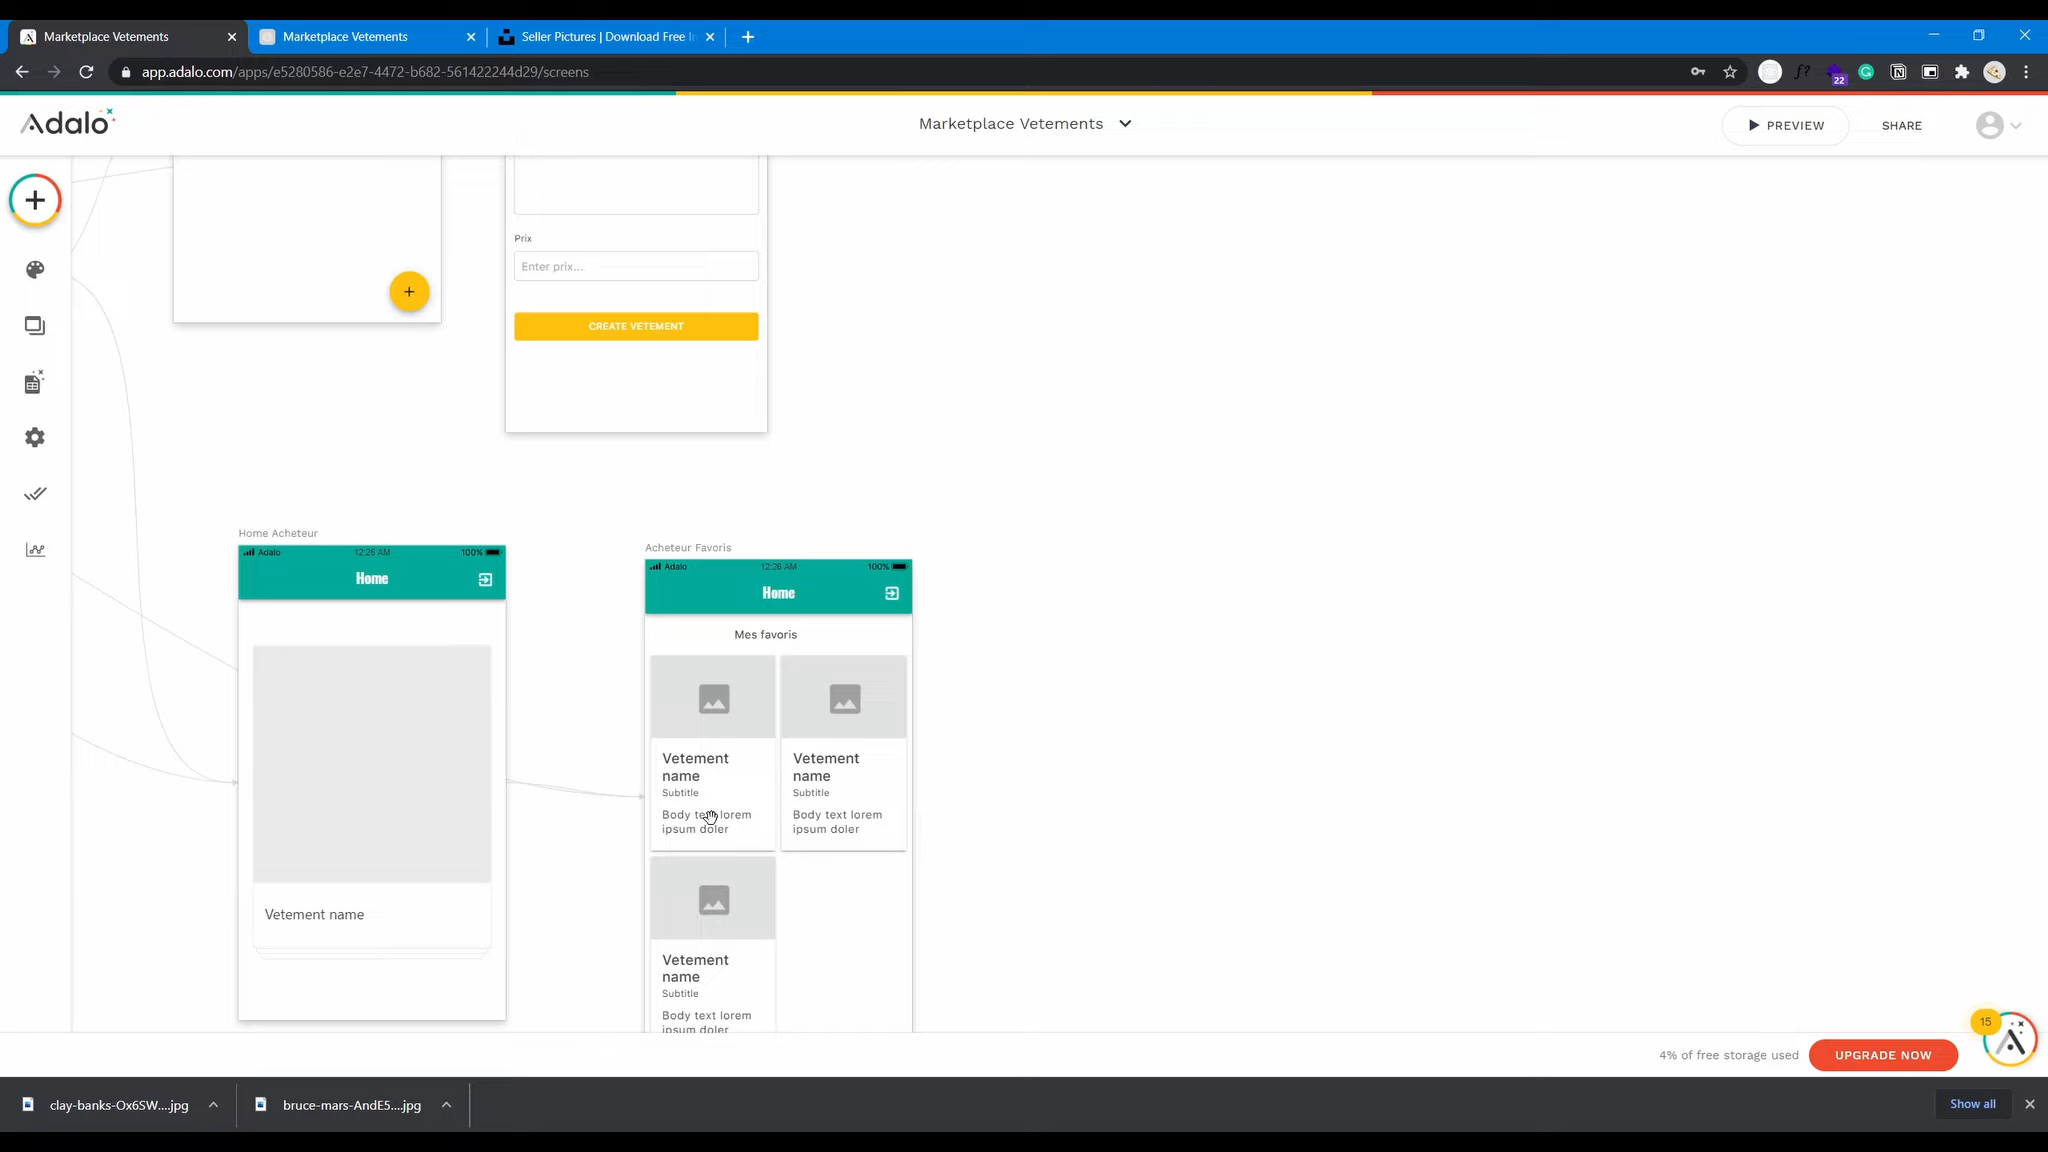 Marketplace Vetements
Marketplace Vetements
Seller Pictures | Download Free I
app.adalo.com/apps/e5280586-e2e7-4472-b682-561422244d29/screens
f?
22
Adalo
Marketplace Vetements
PREVIEW
SHARE
Prix
Enter prix...
CREATE VETEMENT
Home Acheteur
Adalo
12:26 AM
100%
Home
Vetement name
Acheteur Favoris
Adalo
12:26 AM
100%
Home
Mes favoris
Vetement
name
Subtitle
Body text lorem
ipsum doler
Vetement
name
Subtitle
Body text lorem
ipsum doler
Vetement
name
Subtitle
Body text lorem
ipsum doler
15
4% of free storage used
UPGRADE NOW
clay-banks-Ox6SW....jpg
bruce-mars-AndE5....jpg
Show all